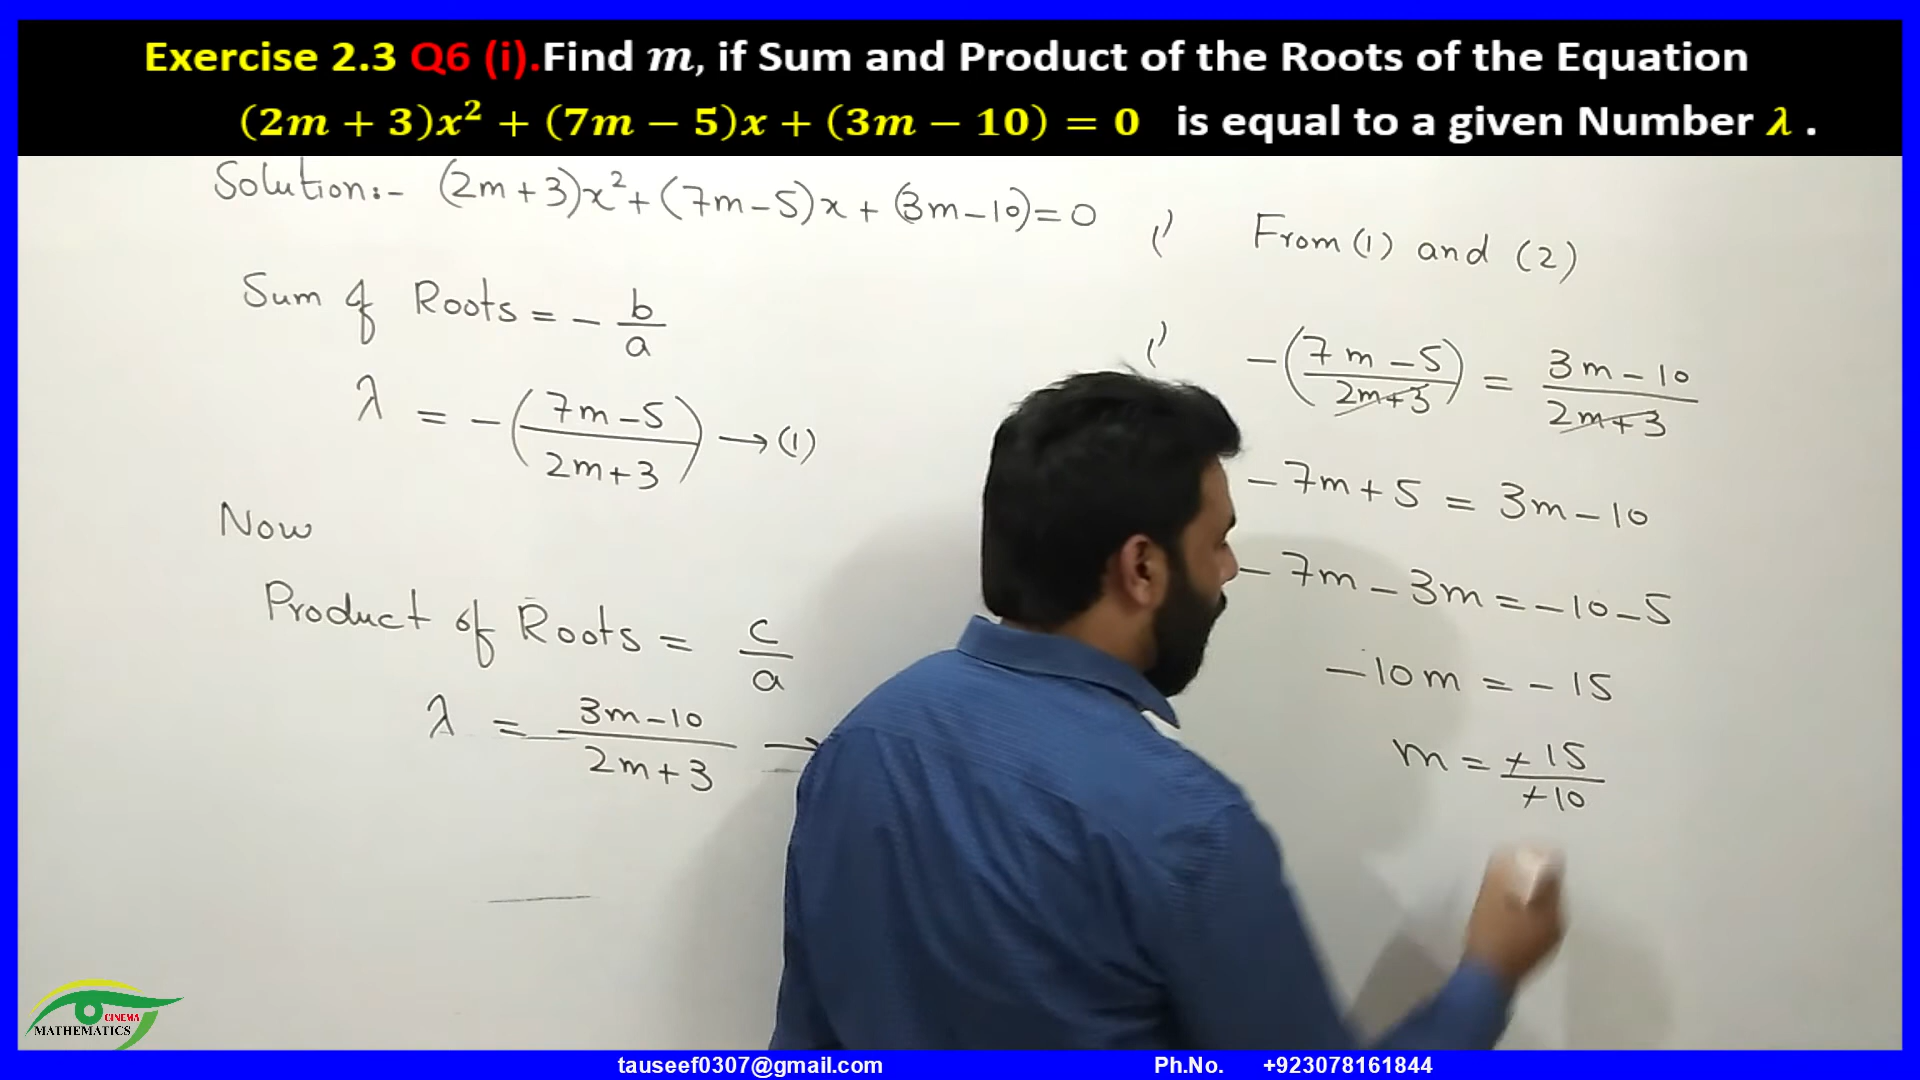 Exercise 2.3 Q6 (i).Find m, if Sum and Product of the Roots of the Equation
(2m + 3)x² + (7m − 5)x + (3m − 10) = 0 is equal to a given Number λ .
Solution:- (2m+3)x²+(7m-5)x+(3m-10)=0
Sum of Roots = - b/a
λ = -(7m-5/2m+3) → (1)
Now
Product of Roots = c/a
λ = 3m-10/2m+3 →
From (1) and (2)
-(7m-5/2m+3) = 3m-10/2m+3
-7m+5 = 3m-10
-7m-3m=-10-5
-10m=-15
m = -15/-10
CINEMA
MATHEMATICS
tauseef0307@gmail.com Ph.No. +923078161844